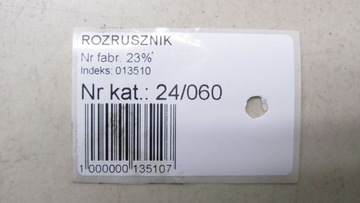 ROZRUSZNIK
Nr fabr. 23%*
Indeks: 013510
Nr kat.: 24/060
1 000000 135107